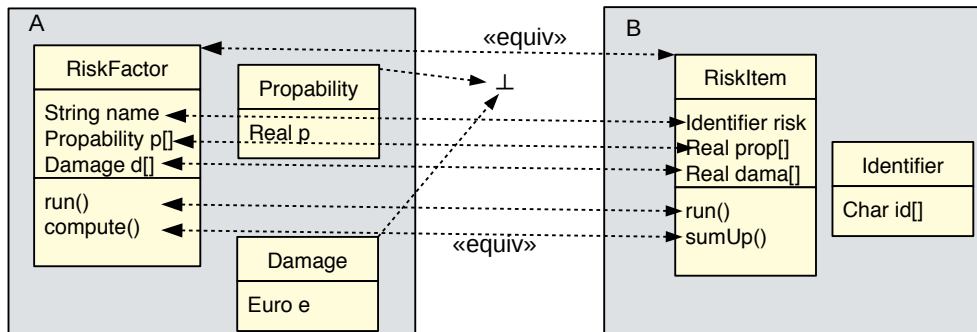 A
RiskFactor
String name
Propability p[]
Damage d[]
run()
compute()
Propability
Real p
Damage
Euro e
«equiv»
⊥
«equiv»
B
RiskItem
Identifier risk
Real prop[]
Real dama[]
run()
sumUp()
Identifier
Char id[]